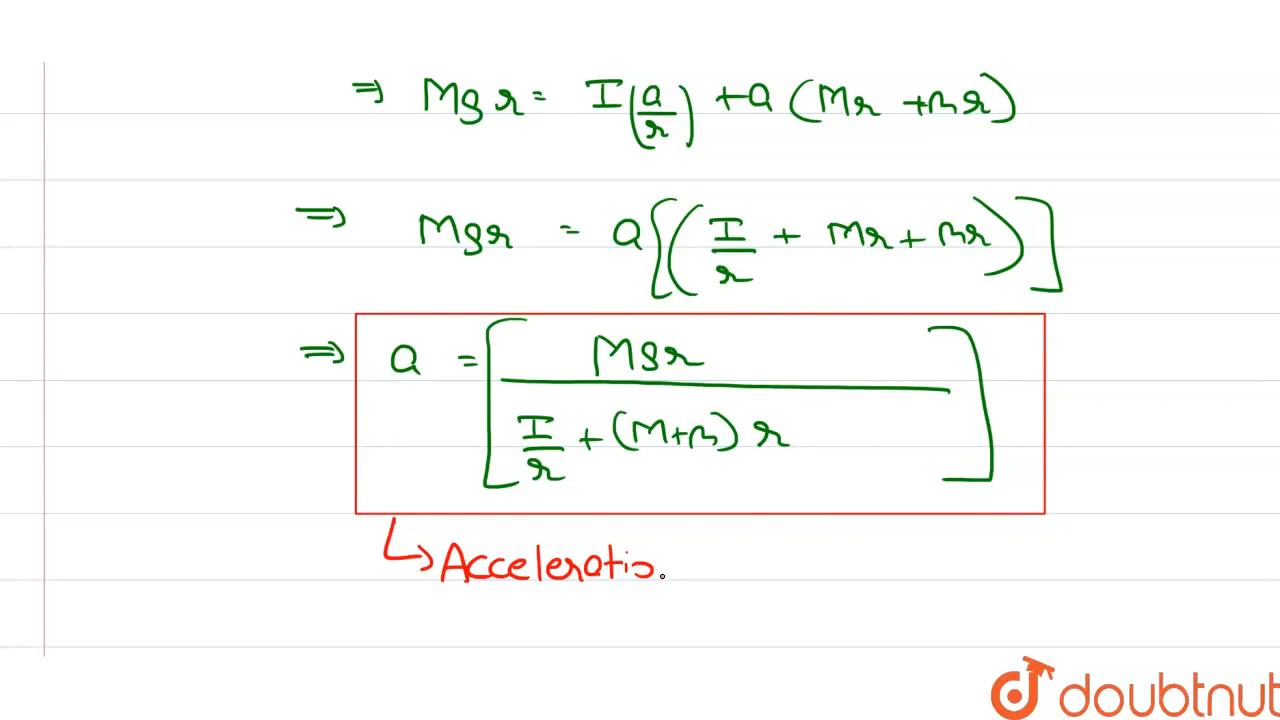 ⇒ Mgr = I(a/r) + a (Mr + mr)
⇒ Mgr = a[(I/r + Mr + mr)]
⇒ a = [Mgr / (I/r + (M+m) r)]
↳ Acceleratio
doubtnut